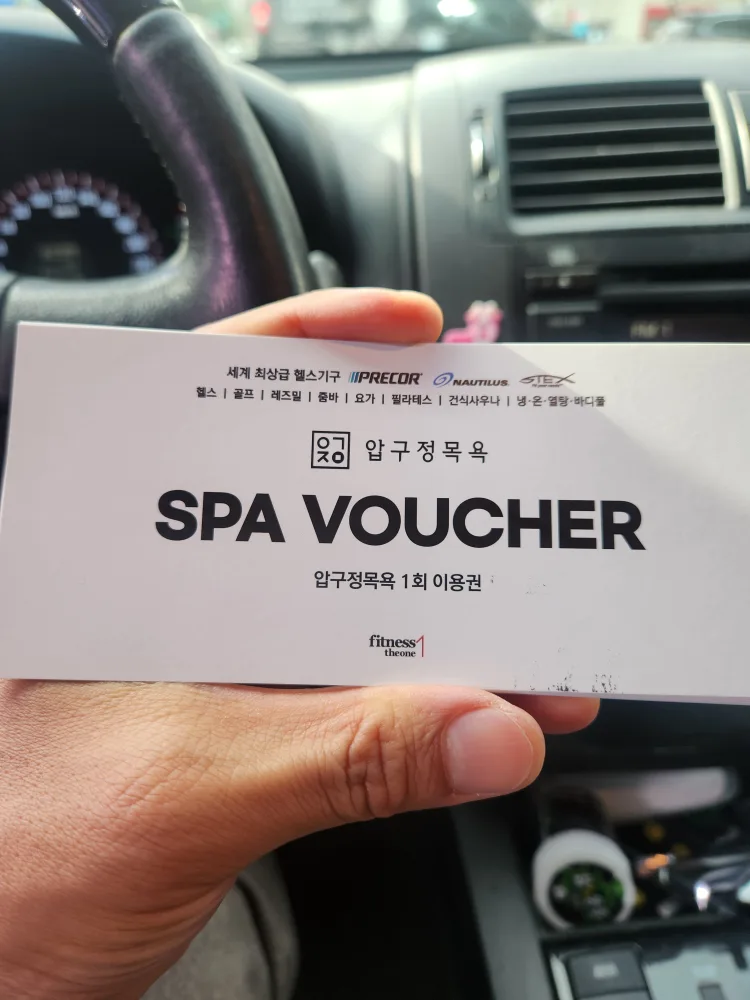 세계 최상급 헬스기구 PRECOR NAUTILUS STEX
헬스 | 골프 | 레즈밀 | 줌바 | 요가 | 필라테스 | 건식사우나 | 냉·온·열탕·바디풀
압구정목욕
SPA VOUCHER
압구정목욕 1회 이용권
fitness1
theone